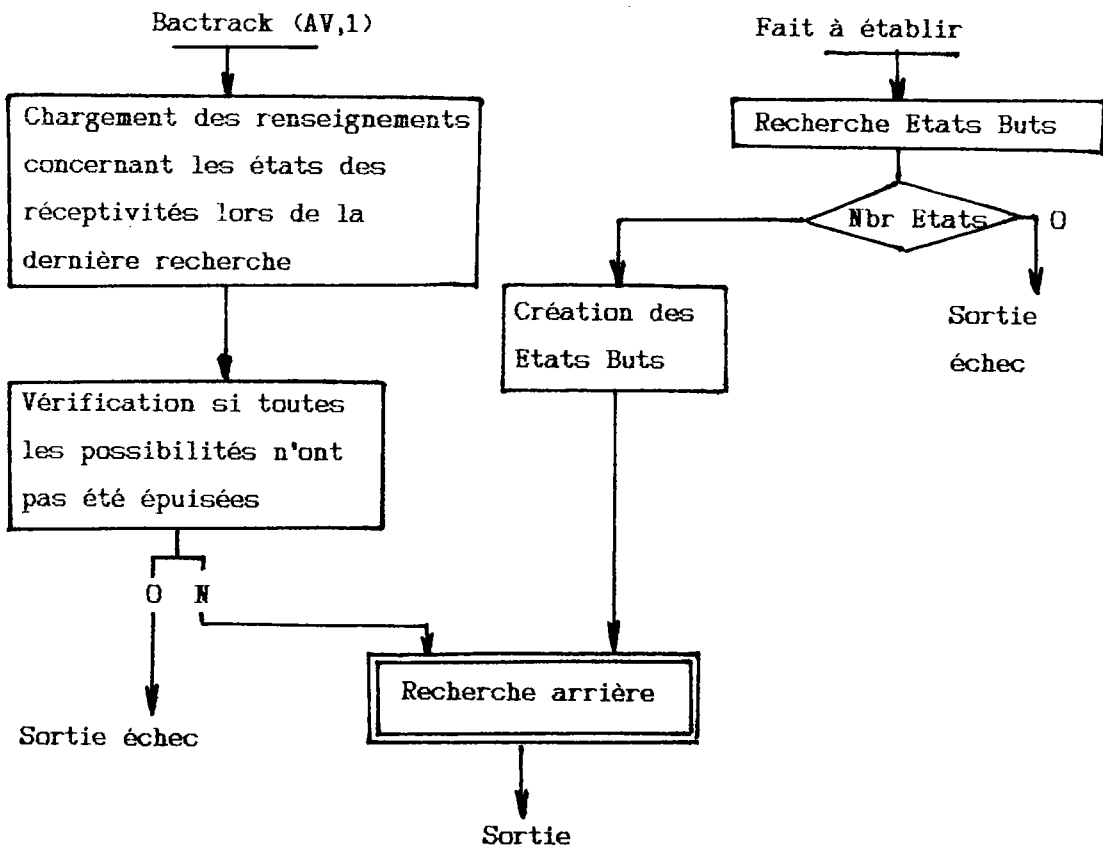 Bactrack (AV,1)
Chargement des renseignements
concernant les états des
réceptivités lors de la
dernière recherche
Vérification si toutes
les possibilités n'ont
pas été épuisées
O N
Sortie échec
Fait à établir
Recherche Etats Buts
Nbr Etats
O
Sortie
échec
Création des
Etats Buts
Recherche arrière
Sortie